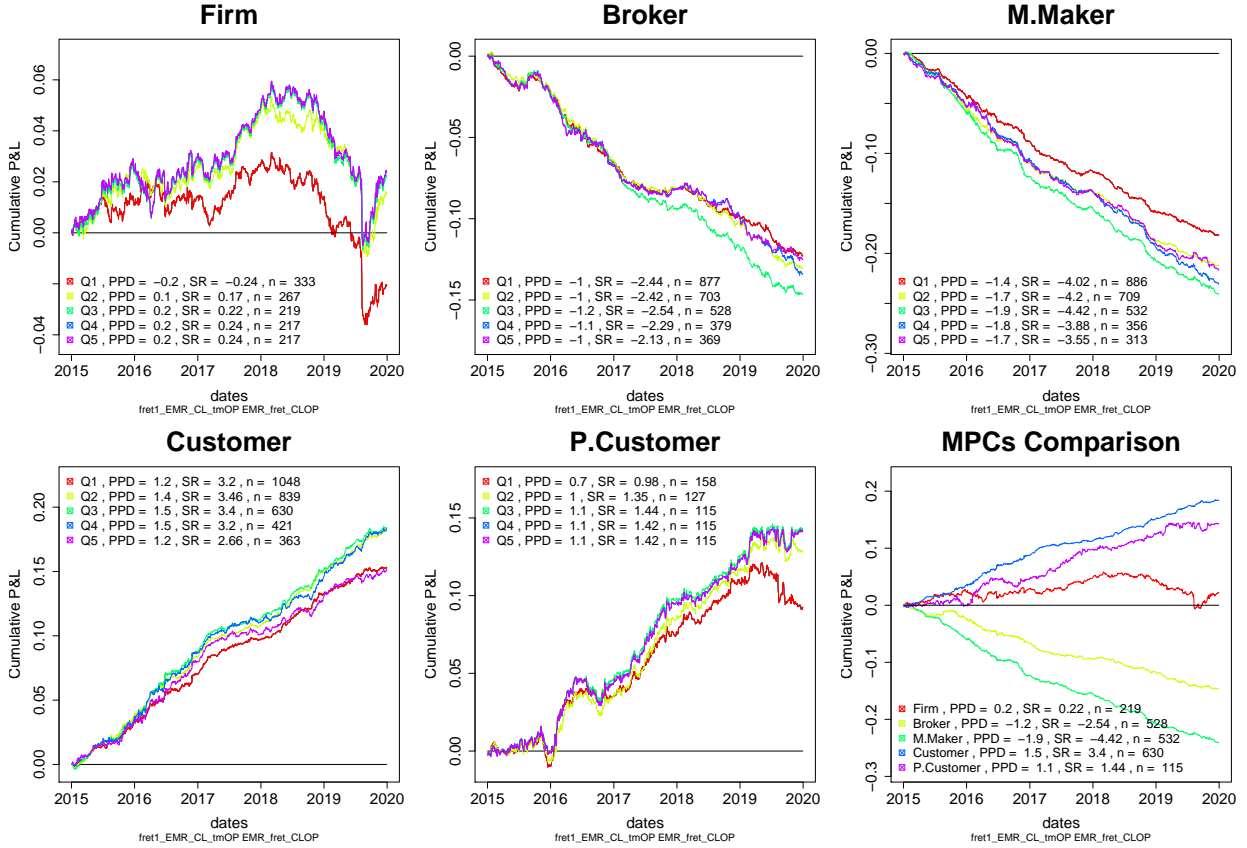 Firm
Cumulative P&L
0.06
0.04
0.02
0.00
−0.04
Q1 , PPD = −0.2 , SR = −0.24 , n = 333
Q2 , PPD = 0.1 , SR = 0.17 , n = 267
Q3 , PPD = 0.2 , SR = 0.22 , n = 219
Q4 , PPD = 0.2 , SR = 0.24 , n = 217
Q5 , PPD = 0.2 , SR = 0.24 , n = 217
2015 2016 2017 2018 2019 2020
dates
fret1_EMR_CL_tmOP EMR_fret_CLOP
Broker
Cumulative P&L
0.00
−0.05
−0.10
−0.15
Q1 , PPD = −1 , SR = −2.44 , n = 877
Q2 , PPD = −1 , SR = −2.42 , n = 703
Q3 , PPD = −1.2 , SR = −2.54 , n = 528
Q4 , PPD = −1.1 , SR = −2.29 , n = 379
Q5 , PPD = −1 , SR = −2.13 , n = 369
2015 2016 2017 2018 2019 2020
dates
fret1_EMR_CL_tmOP EMR_fret_CLOP
M.Maker
Cumulative P&L
0.00
−0.10
−0.20
−0.30
Q1 , PPD = −1.4 , SR = −4.02 , n = 886
Q2 , PPD = −1.7 , SR = −4.2 , n = 709
Q3 , PPD = −1.9 , SR = −4.42 , n = 532
Q4 , PPD = −1.8 , SR = −3.88 , n = 356
Q5 , PPD = −1.7 , SR = −3.55 , n = 313
2015 2016 2017 2018 2019 2020
dates
fret1_EMR_CL_tmOP EMR_fret_CLOP
Customer
Cumulative P&L
0.20
0.15
0.10
0.05
0.00
Q1 , PPD = 1.2 , SR = 3.2 , n = 1048
Q2 , PPD = 1.4 , SR = 3.46 , n = 839
Q3 , PPD = 1.5 , SR = 3.4 , n = 630
Q4 , PPD = 1.5 , SR = 3.2 , n = 421
Q5 , PPD = 1.2 , SR = 2.66 , n = 363
2015 2016 2017 2018 2019 2020
dates
fret1_EMR_CL_tmOP EMR_fret_CLOP
P.Customer
Cumulative P&L
0.15
0.10
0.05
0.00
Q1 , PPD = 0.7 , SR = 0.98 , n = 158
Q2 , PPD = 1 , SR = 1.35 , n = 127
Q3 , PPD = 1.1 , SR = 1.44 , n = 115
Q4 , PPD = 1.1 , SR = 1.42 , n = 115
Q5 , PPD = 1.1 , SR = 1.42 , n = 115
2015 2016 2017 2018 2019 2020
dates
fret1_EMR_CL_tmOP EMR_fret_CLOP
MPCs Comparison
Cumulative P&L
0.2
0.1
0.0
−0.1
−0.2
−0.3
Firm , PPD = 0.2 , SR = 0.22 , n = 219
Broker , PPD = −1.2 , SR = −2.54 , n = 528
M.Maker , PPD = −1.9 , SR = −4.42 , n = 532
Customer , PPD = 1.5 , SR = 3.4 , n = 630
P.Customer , PPD = 1.1 , SR = 1.44 , n = 115
2015 2016 2017 2018 2019 2020
dates
fret1_EMR_CL_tmOP EMR_fret_CLOP